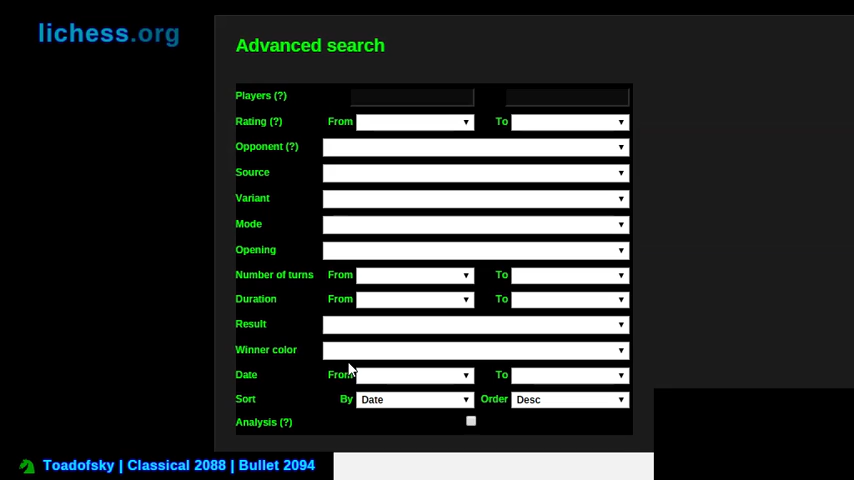 lichess.org
Advanced search
Players (?)
Rating (?) From To
Opponent (?)
Source
Variant
Mode
Opening
Number of turns From To
Duration From To
Result
Winner color
Date From To
Sort By Date Order Desc
Analysis (?)
Toadofsky | Classical 2088 | Bullet 2094